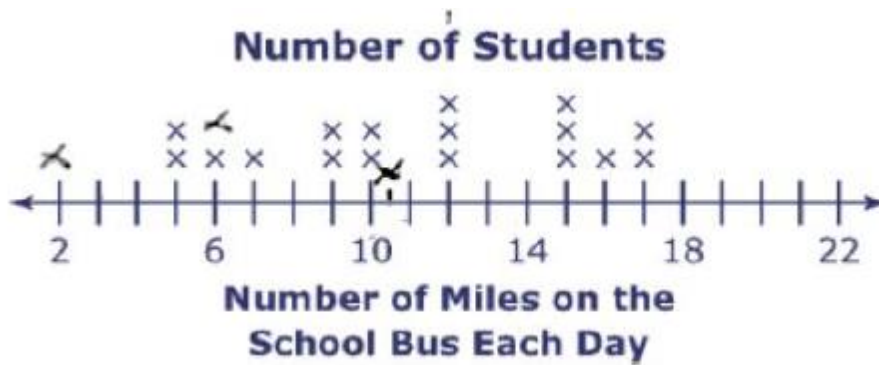 Number of Students
2 6 10 14 18 22
Number of Miles on the
School Bus Each Day